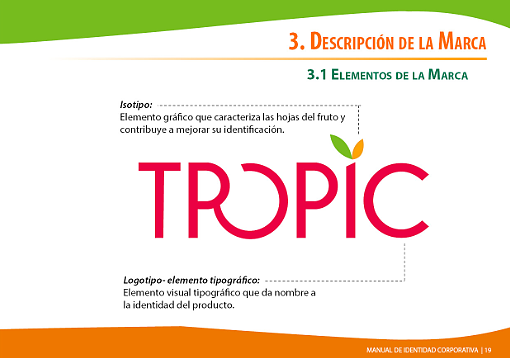 3. Descripción de la Marca
3.1 Elementos de la Marca
Isotipo:
Elemento gráfico que caracteriza las hojas del fruto y
contribuye a mejorar su identificación.
TROPIC
Logotipo- elemento tipográfico:
Elemento visual tipográfico que da nombre a
la identidad del producto.
MANUAL DE IDENTIDAD CORPORATIVA | 19